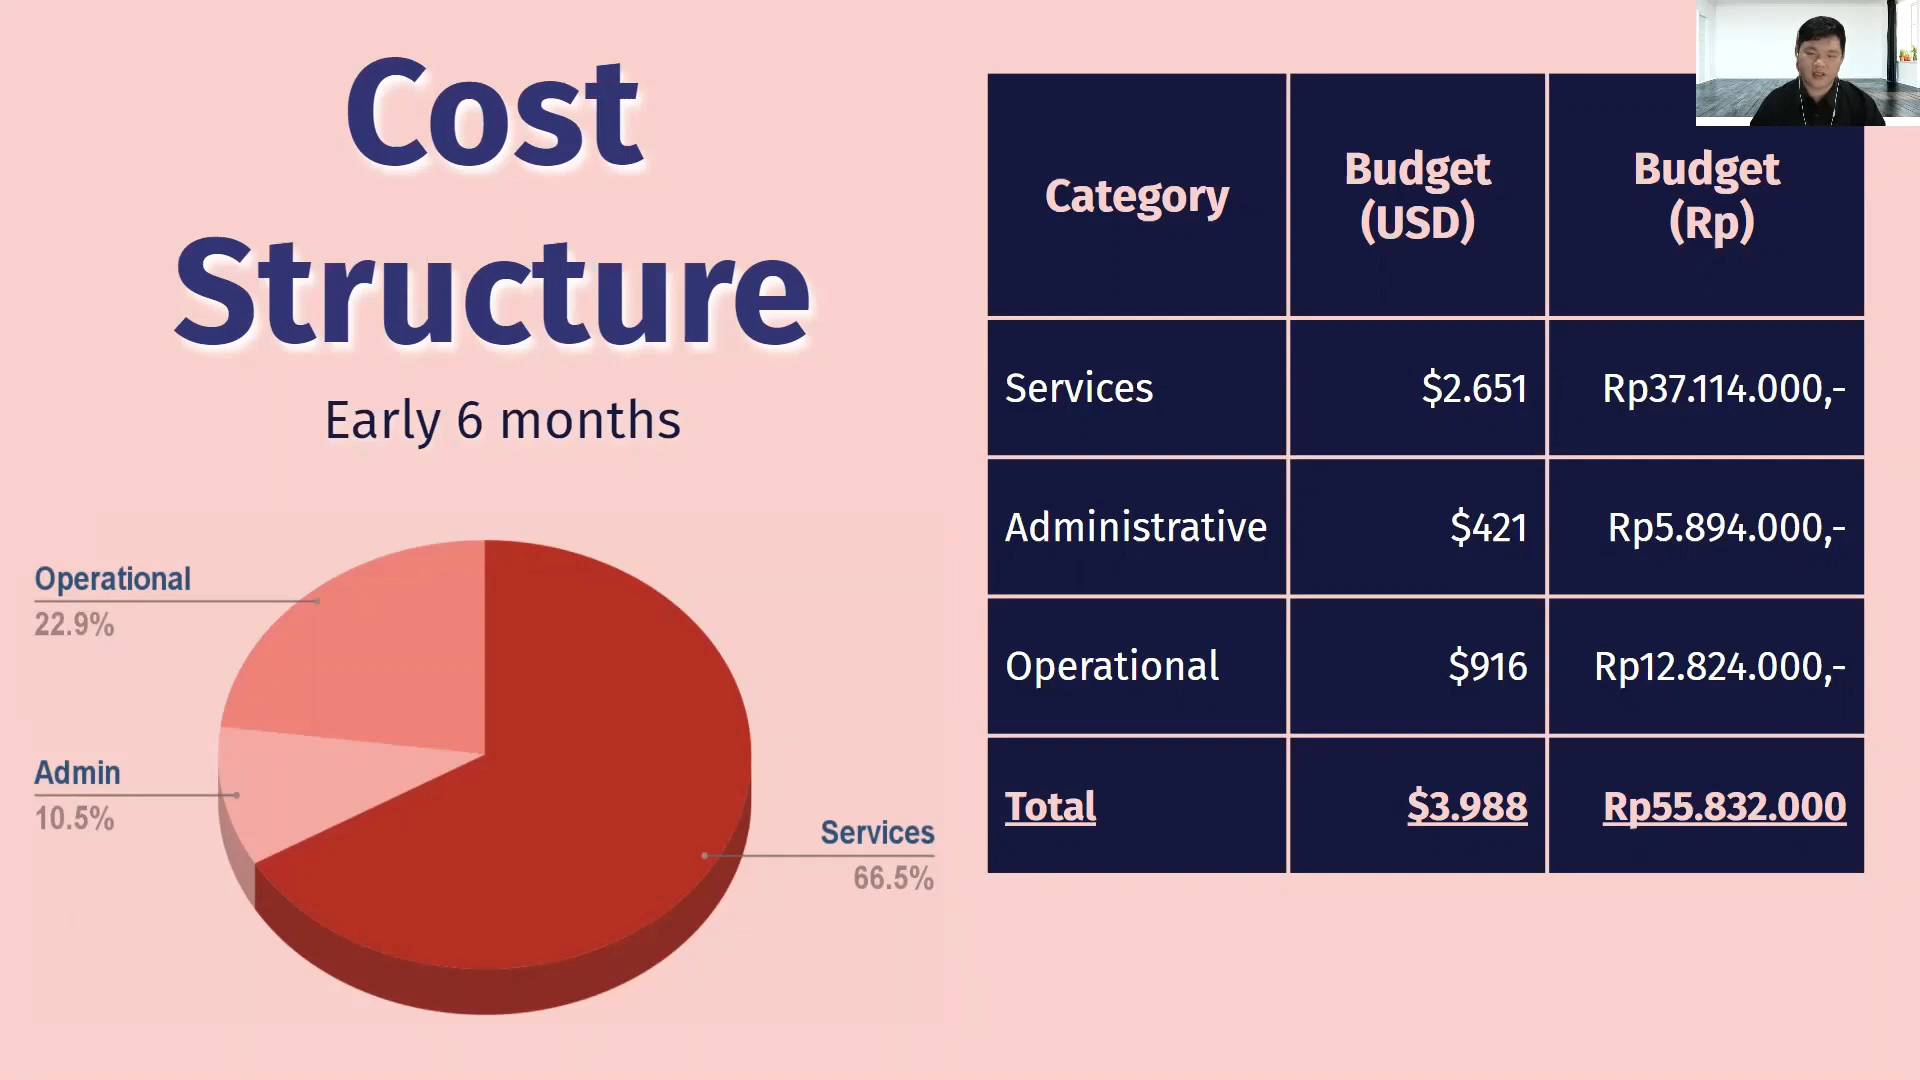 Cost
Structure
Early 6 months
Operational
22.9%
Admin
10.5%
Services
66.5%
Category
Budget
(USD)
Budget
(Rp)
Services
$2.651
Rp37.114.000,-
Administrative
$421
Rp5.894.000,-
Operational
$916
Rp12.824.000,-
Total
$3.988
Rp55.832.000